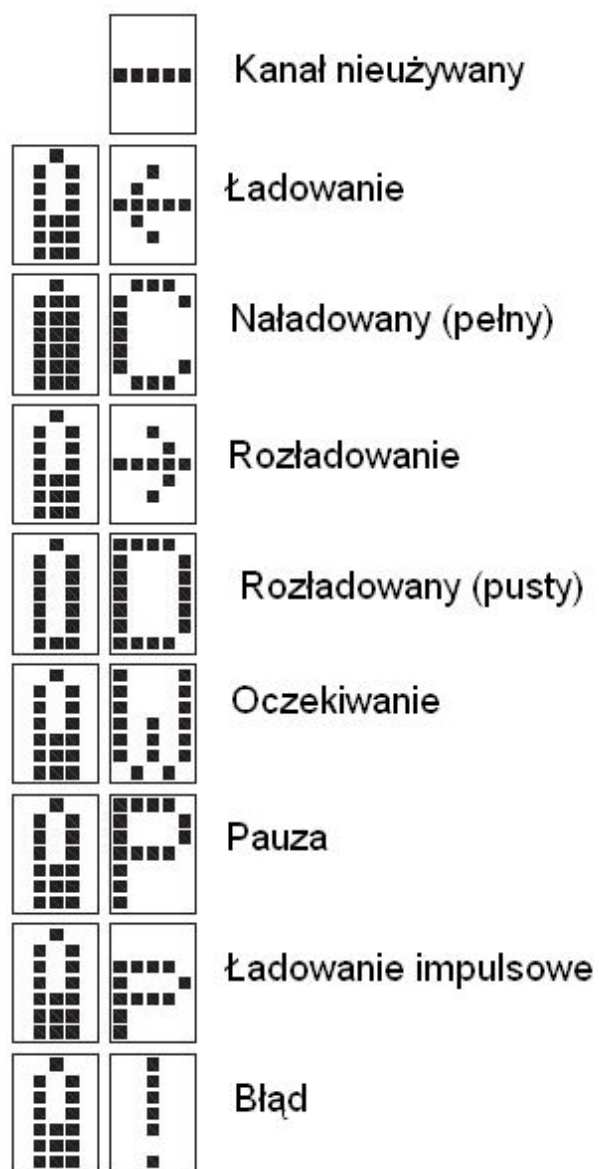 Kanał nieużywany
Ładowanie
C Naładowany (pełny)
Rozładowanie
D Rozładowany (pusty)
W Oczekiwanie
P Pauza
p Ładowanie impulsowe
! Błąd